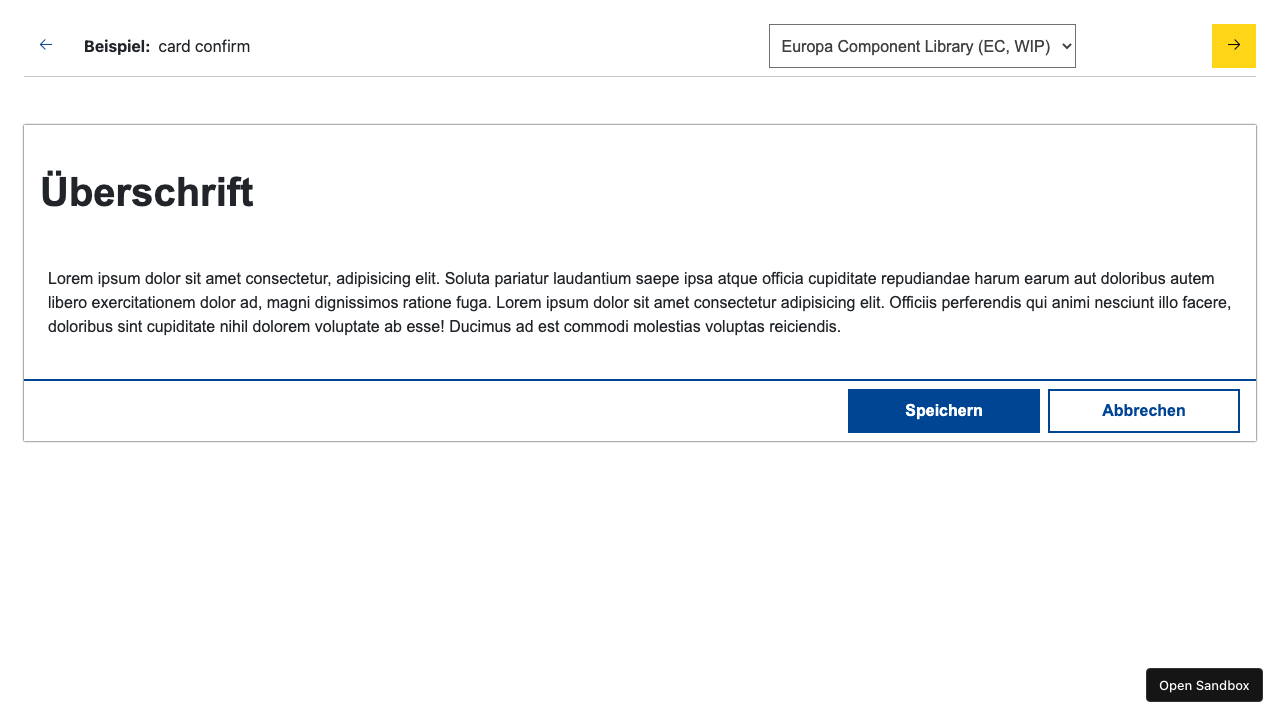 Beispiel: card confirm
Europa Component Library (EC, WIP)
Überschrift
Lorem ipsum dolor sit amet consectetur, adipisicing elit. Soluta pariatur laudantium saepe ipsa atque officia cupiditate repudiandae harum earum aut doloribus autem
libero exercitationem dolor ad, magni dignissimos ratione fuga. Lorem ipsum dolor sit amet consectetur adipisicing elit. Officiis perferendis qui animi nesciunt illo facere,
doloribus sint cupiditate nihil dolorem voluptate ab esse! Ducimus ad est commodi molestias voluptas reiciendis.
Speichern
Abbrechen
Open Sandbox